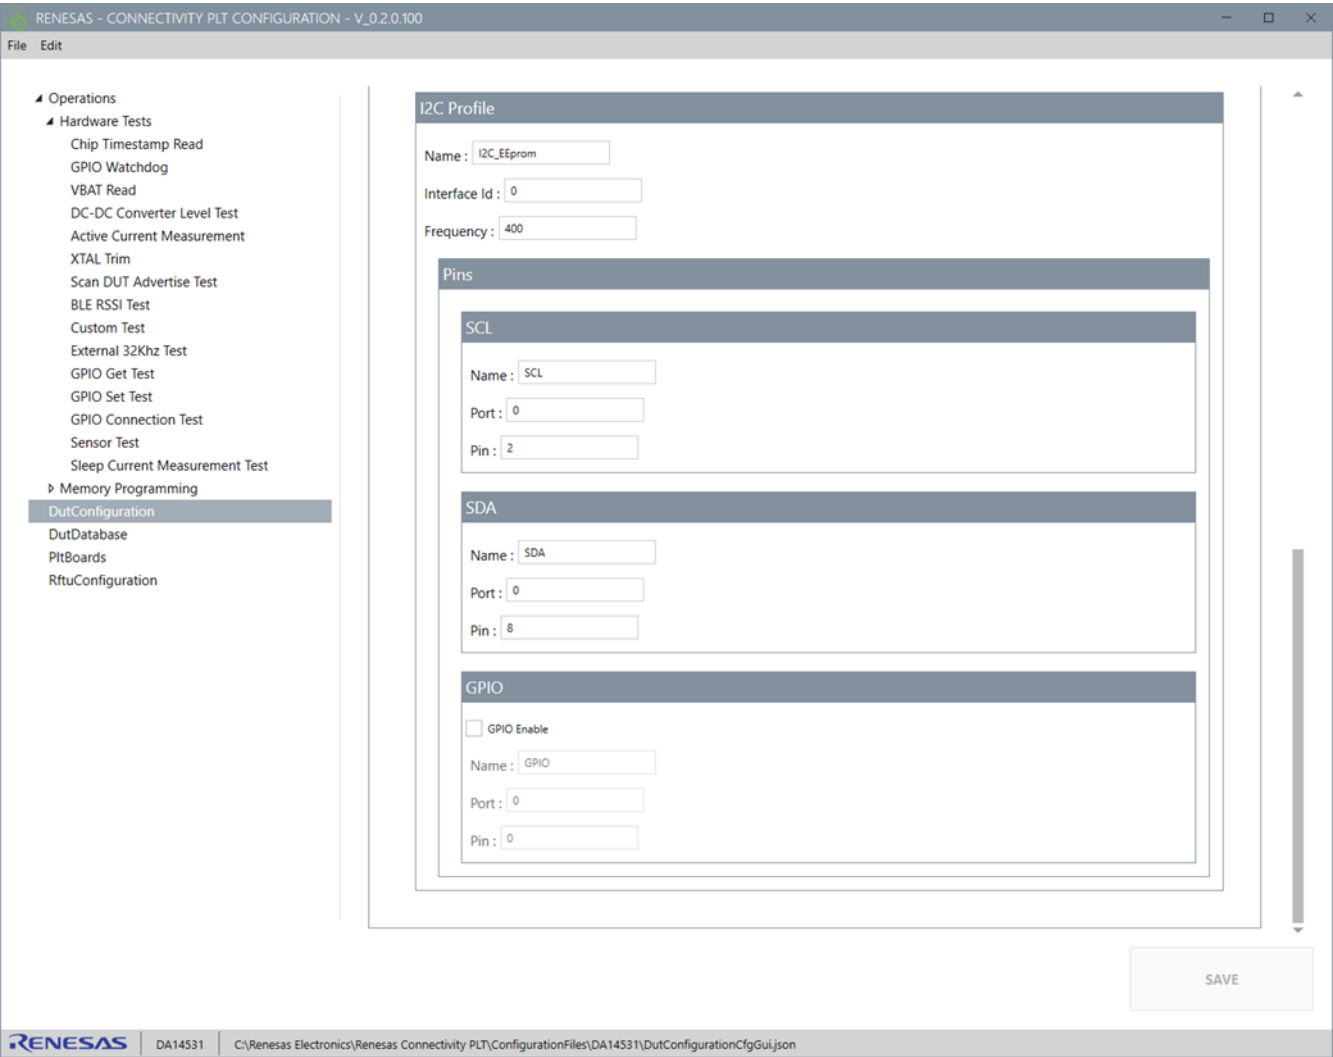 RENESAS - CONNECTIVITY PLT CONFIGURATION - V_0.2.0.100
File Edit
Operations
Hardware Tests
Chip Timestamp Read
GPIO Watchdog
VBAT Read
DC-DC Converter Level Test
Active Current Measurement
XTAL Trim
Scan DUT Advertise Test
BLE RSSI Test
Custom Test
External 32Khz Test
GPIO Get Test
GPIO Set Test
GPIO Connection Test
Sensor Test
Sleep Current Measurement Test
Memory Programming
DutConfiguration
DutDatabase
PltBoards
RftuConfiguration
I2C Profile
Name : I2C_EEprom
Interface Id : 0
Frequency : 400
Pins
SCL
Name : SCL
Port : 0
Pin : 2
SDA
Name : SDA
Port : 0
Pin : 8
GPIO
GPIO Enable
Name : GPIO
Port : 0
Pin : 0
SAVE
RENESAS DA14531 C:\Renesas Electronics\Renesas Connectivity PLT\ConfigurationFiles\DA14531\DutConfigurationCfgGui.json